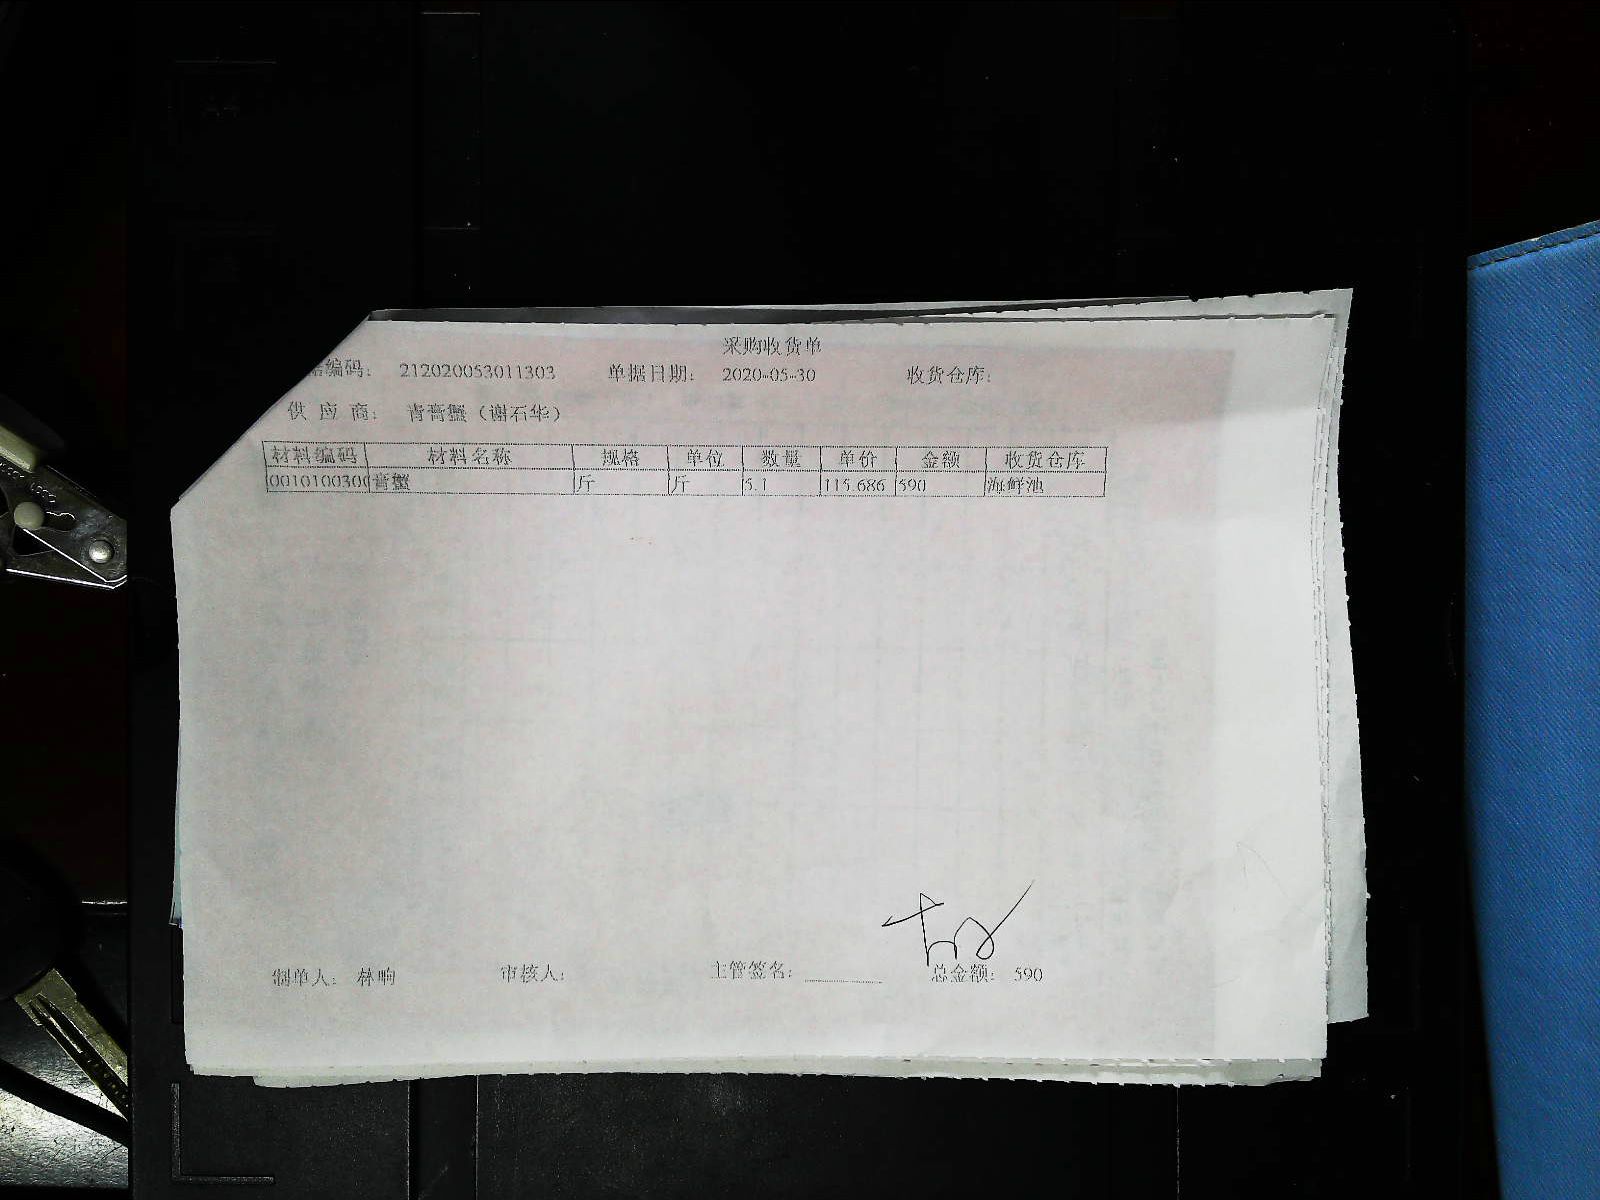 采购收货单
编码: 212020053011303 单据日期: 2020-05-30 收货仓库:
供 应 商: 青膏蟹（谢石华）
材料编码 材料名称 规格 单位 数量 单价 金额 收货仓库
0010100300 膏蟹 斤 斤 5.1 115.686 590 海鲜池
制单人: 林响 审核人: 主管签名: 总金额: 590